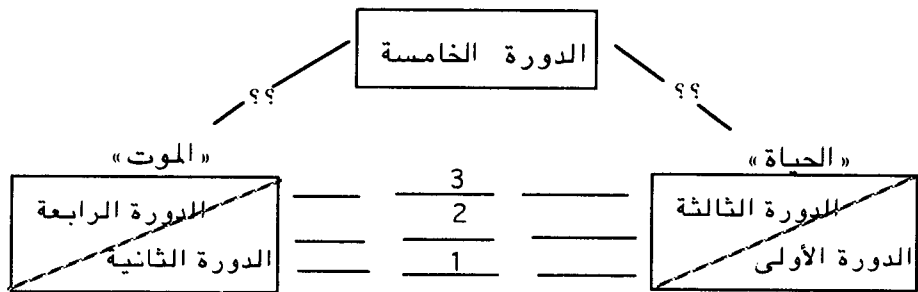 الدورة الخامسة
؟؟ ؟؟
«الحياة» «الموت»
3
الدورة الثالثة الدورة الرابعة
2
الدورة الأولى الدورة الثانية
1